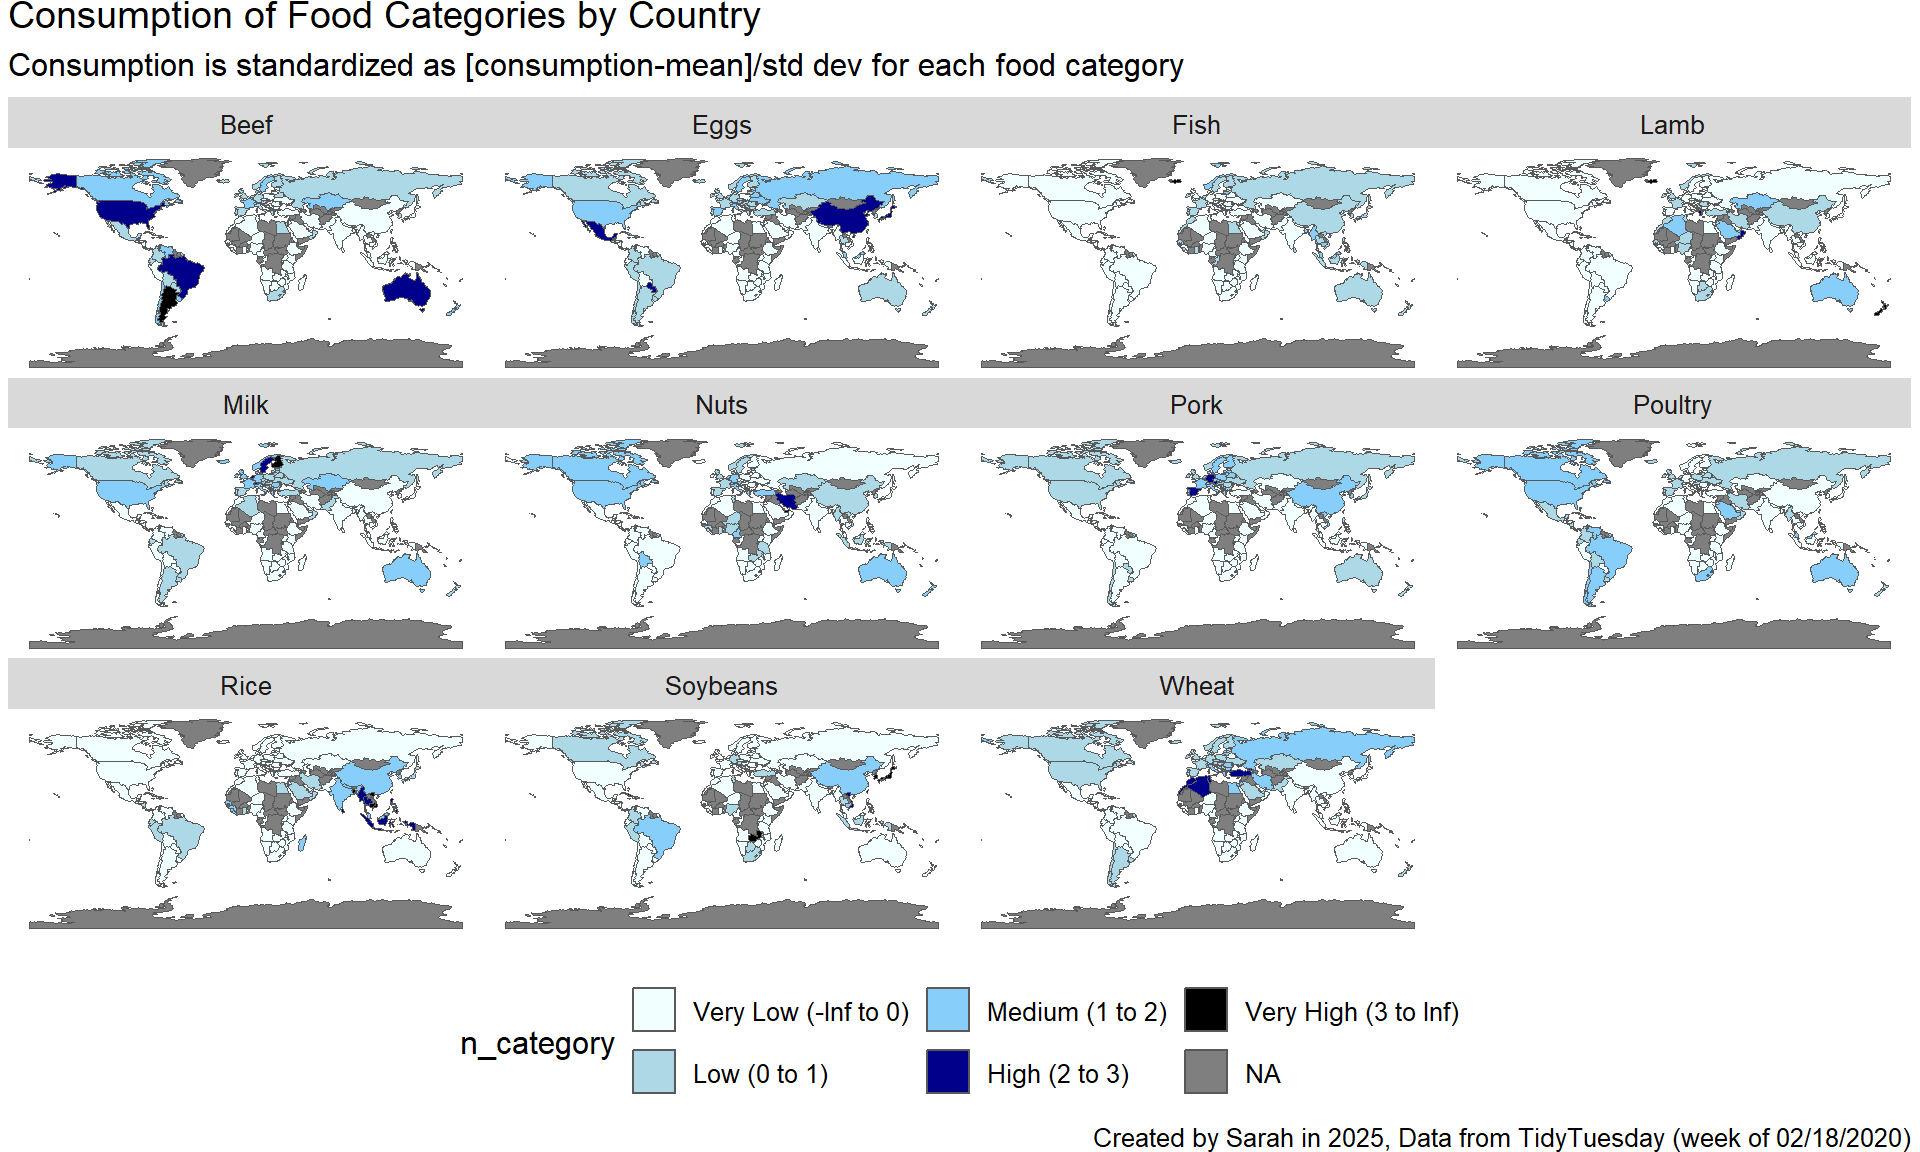 Consumption of Food Categories by Country
Consumption is standardized as [consumption-mean]/std dev for each food category
Beef
Eggs
Fish
Lamb
Milk
Nuts
Pork
Poultry
Rice
Soybeans
Wheat
n_category
Very Low (-Inf to 0)
Low (0 to 1)
Medium (1 to 2)
High (2 to 3)
Very High (3 to Inf)
NA
Created by Sarah in 2025, Data from TidyTuesday (week of 02/18/2020)